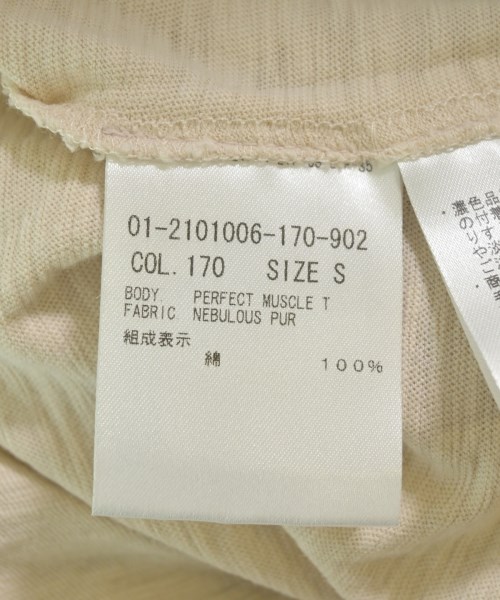 01-2101006-170-902
COL.170 SIZE S
BODY. PERFECT MUSCLE T
FABRIC NEBULOUS PUR
組成表示
綿 100%